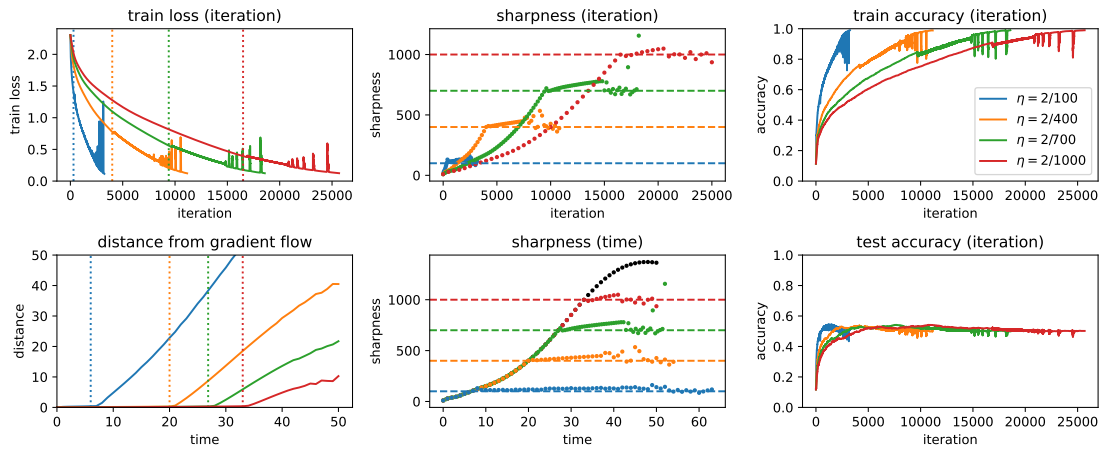 train loss (iteration)
train loss
2.0
1.5
1.0
0.5
0.0
0 5000 10000 15000 20000 25000
iteration
sharpness (iteration)
sharpness
1000
500
0
0 5000 10000 15000 20000 25000
iteration
train accuracy (iteration)
accuracy
1.0
0.8
0.6
0.4
0.2
0.0
η = 2/100
η = 2/400
η = 2/700
η = 2/1000
0 5000 10000 15000 20000 25000
iteration
distance from gradient flow
distance
50
40
30
20
10
0
0 10 20 30 40 50
time
sharpness (time)
sharpness
1000
500
0
0 10 20 30 40 50 60
time
test accuracy (iteration)
accuracy
1.0
0.8
0.6
0.4
0.2
0.0
0 5000 10000 15000 20000 25000
iteration